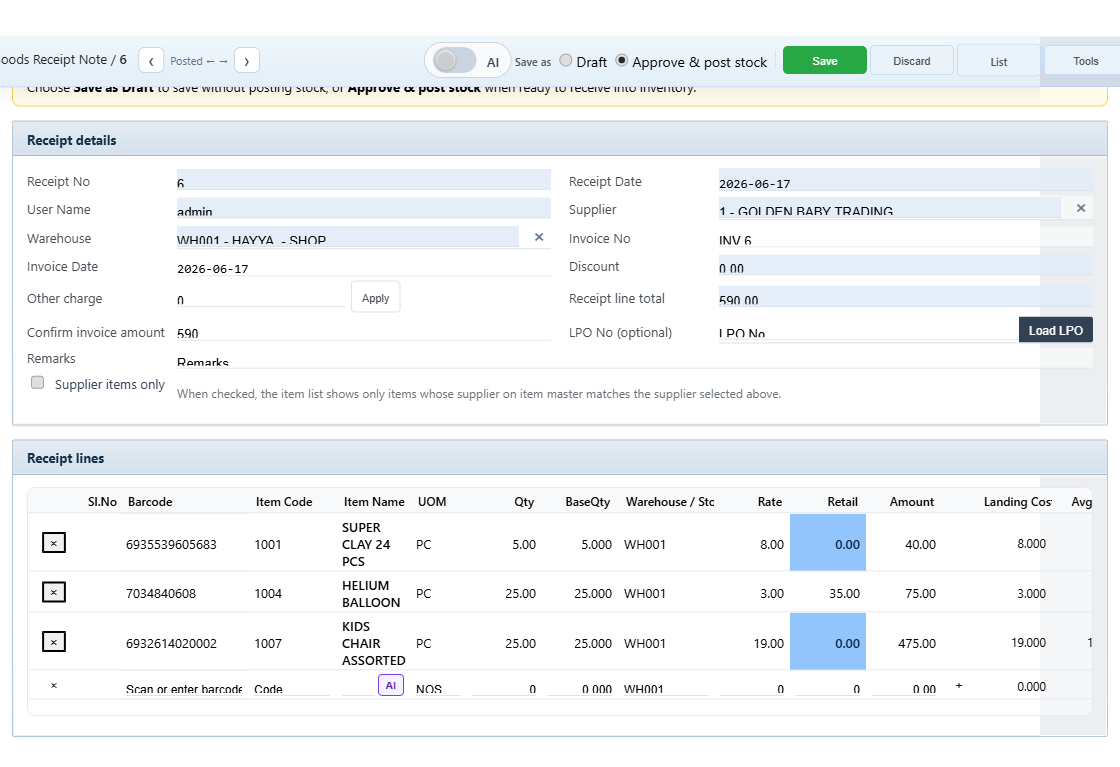 oods Receipt Note / 6 ‹ Posted ← → › AI Save as Draft Approve & post stock Save Discard List Tools
Choose Save as Draft to save without posting stock, or Approve & post stock when ready to receive into inventory.
Receipt details
Receipt No 6 Receipt Date 2026-06-17
User Name admin Supplier 1 - GOLDEN BABY TRADING ×
Warehouse WH001 - HAYYA - SHOP × Invoice No INV 6
Invoice Date 2026-06-17 Discount 0.00
Other charge 0 Apply Receipt line total 590.00
Confirm invoice amount 590 LPO No (optional) LPO No Load LPO
Remarks Remarks
Supplier items only When checked, the item list shows only items whose supplier on item master matches the supplier selected above.
Receipt lines
Sl.No Barcode Item Code Item Name UOM Qty BaseQty Warehouse / Stc Rate Retail Amount Landing Cos Avg
× 6935539605683 1001 SUPER CLAY 24 PCS PC 5.00 5.000 WH001 8.00 0.00 40.00 8.000
× 7034840608 1004 HELIUM BALLOON PC 25.00 25.000 WH001 3.00 35.00 75.00 3.000
× 6932614020002 1007 KIDS CHAIR ASSORTED PC 25.00 25.000 WH001 19.00 0.00 475.00 19.000 1
× Scan or enter barcode Code AI NOS 0 0.000 WH001 0 0 0.00 + 0.000